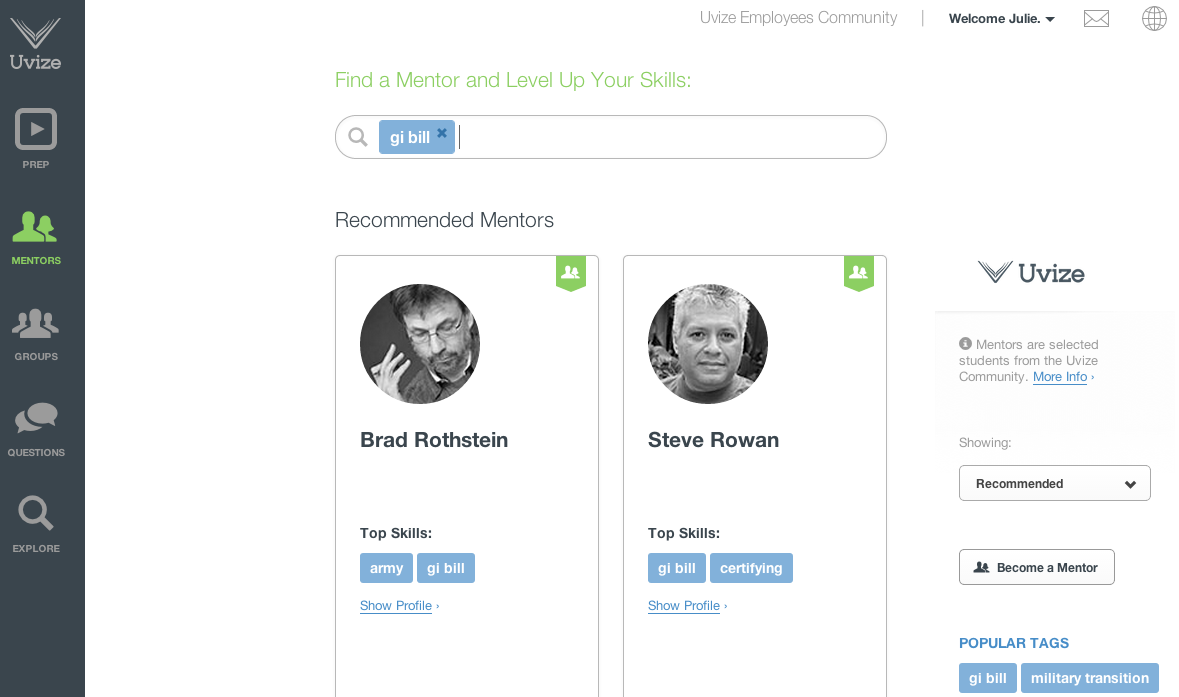 Uvize
PREP
MENTORS
GROUPS
QUESTIONS
EXPLORE
Uvize Employees Community | Welcome Julie.
Find a Mentor and Level Up Your Skills:
gi bill ✖
Recommended Mentors
Brad Rothstein
Top Skills:
army gi bill
Show Profile ›
Steve Rowan
Top Skills:
gi bill certifying
Show Profile ›
Uvize
Mentors are selected
students from the Uvize
Community. More Info ›
Showing:
Recommended
Become a Mentor
POPULAR TAGS
gi bill military transition